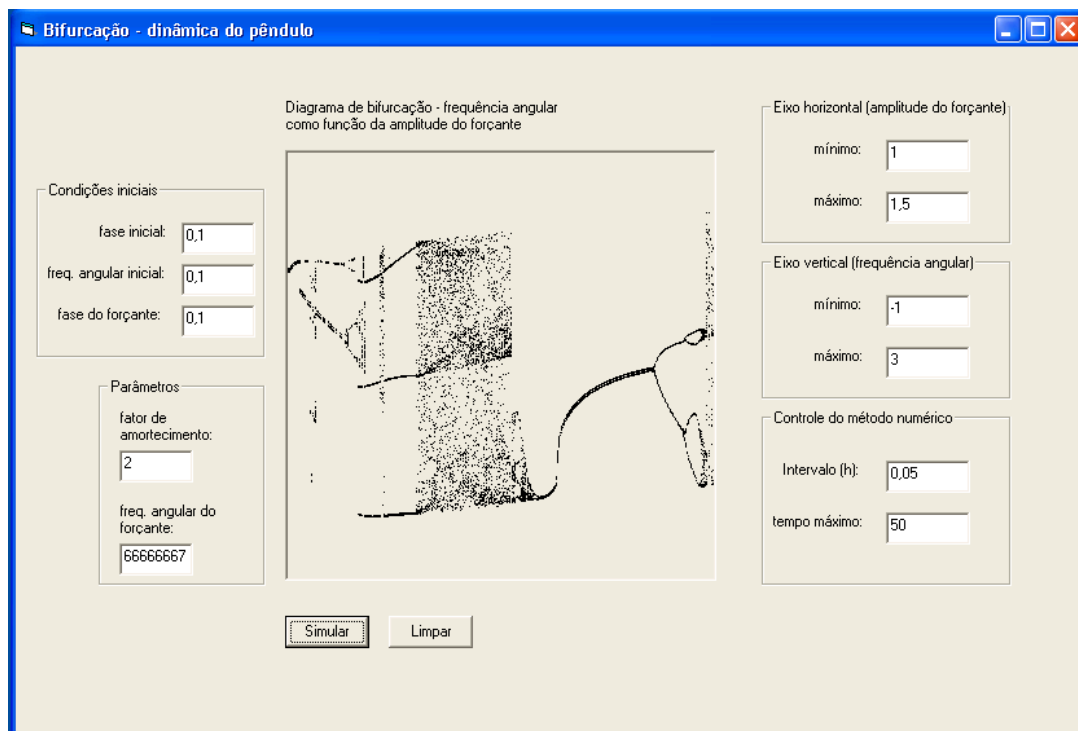 Bifurcação - dinâmica do pêndulo
Diagrama de bifurcação - frequência angular
como função da amplitude do forçante
Condições iniciais
fase inicial: 0,1
freq. angular inicial: 0,1
fase do forçante: 0,1
Parâmetros
fator de
amortecimento:
2
freq. angular do
forçante:
66666667
Simular
Limpar
Eixo horizontal (amplitude do forçante)
mínimo: 1
máximo: 1,5
Eixo vertical (frequência angular)
mínimo: -1
máximo: 3
Controle do método numérico
Intervalo (h): 0,05
tempo máximo: 50